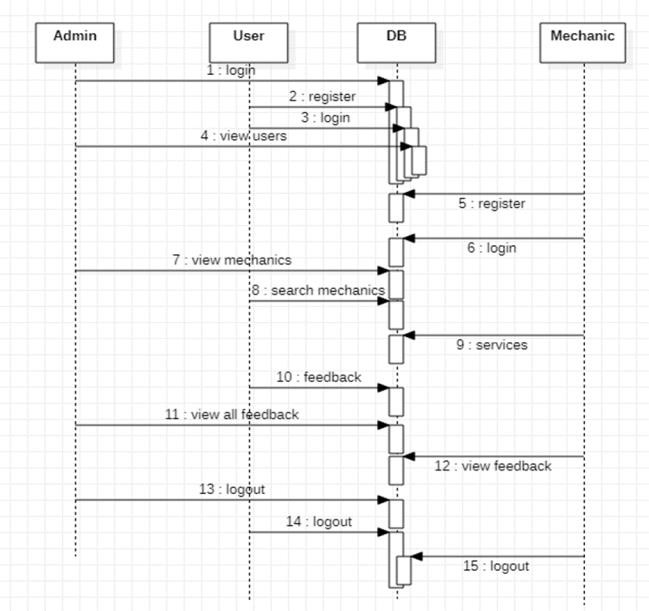 Admin
User
DB
Mechanic
1 : login
2 : register
3 : login
4 : view users
5 : register
6 : login
7 : view mechanics
8 : search mechanics
9 : services
10 : feedback
11 : view all feedback
12 : view feedback
13 : logout
14 : logout
15 : logout